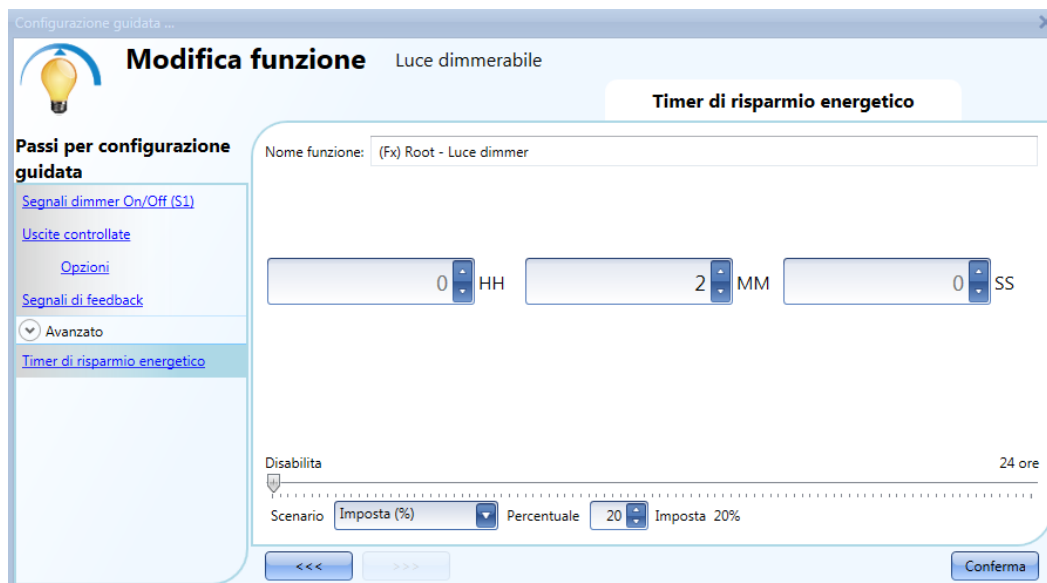 Configurazione guidata ...
Modifica funzione Luce dimmerabile
Timer di risparmio energetico
Passi per configurazione guidata
Segnali dimmer On/Off (S1)
Uscite controllate
Opzioni
Segnali di feedback
Avanzato
Timer di risparmio energetico
Nome funzione: (Fx) Root - Luce dimmer
0 HH 2 MM 0 SS
Disabilita 24 ore
Scenario Imposta (%) Percentuale 20 Imposta 20%
<<< >>> Conferma